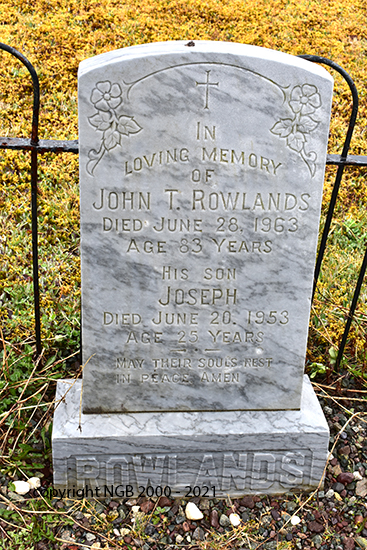 IN
LOVING MEMORY
OF
JOHN T. ROWLANDS
DIED JUNE 28, 1963
AGE 83 YEARS
HIS SON
JOSEPH
DIED JUNE 20, 1953
AGE 25 YEARS
MAY THEIR SOULS REST
IN PEACE AMEN
ROWLANDS
Copyright NGB 2000 - 2021